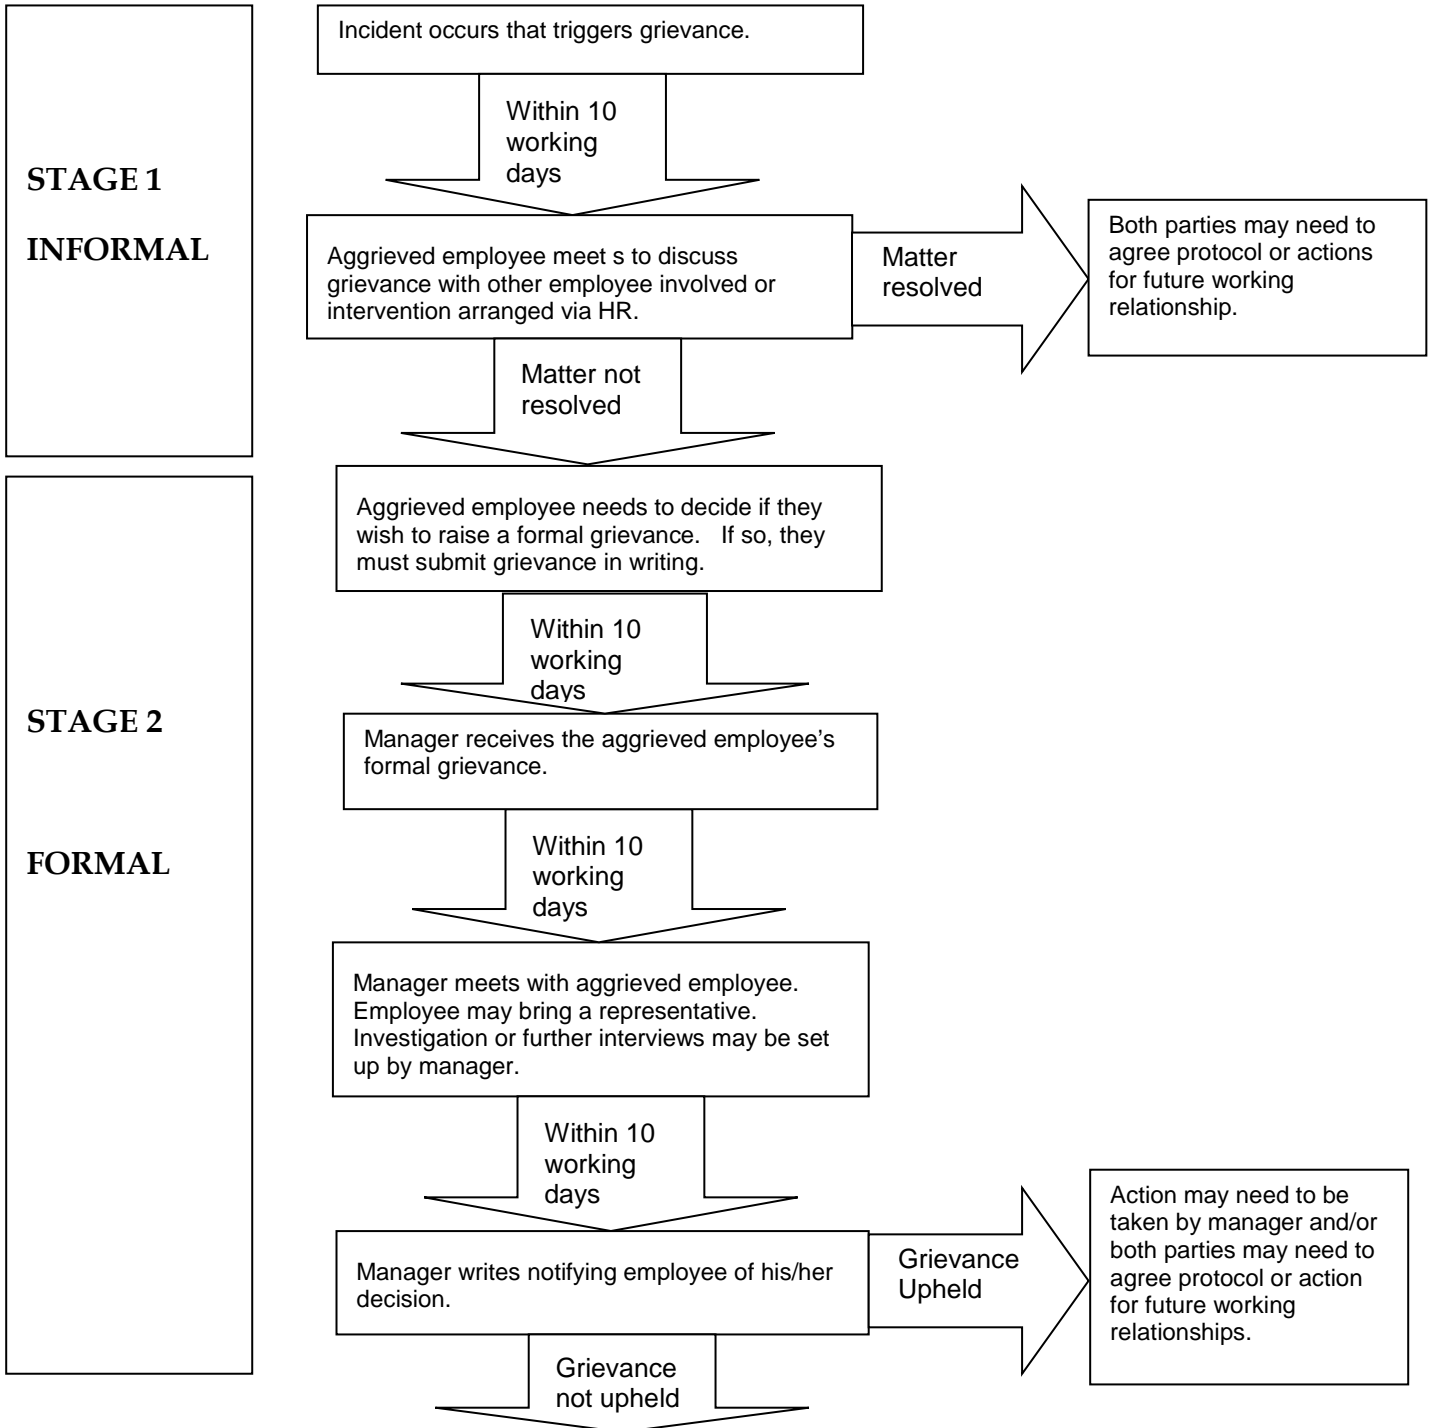 Incident occurs that triggers grievance.
Within 10
working
days
STAGE 1
INFORMAL
Aggrieved employee meet s to discuss
grievance with other employee involved or
intervention arranged via HR.
Matter
resolved
Both parties may need to
agree protocol or actions
for future working
relationship.
Matter not
resolved
Aggrieved employee needs to decide if they
wish to raise a formal grievance.   If so, they
must submit grievance in writing.
Within 10
working
days
STAGE 2
FORMAL
Manager receives the aggrieved employee’s
formal grievance.
Within 10
working
days
Manager meets with aggrieved employee.
Employee may bring a representative.
Investigation or further interviews may be set
up by manager.
Within 10
working
days
Manager writes notifying employee of his/her
decision.
Grievance
Upheld
Action may need to be
taken by manager and/or
both parties may need to
agree protocol or action
for future working
relationships.
Grievance
not upheld